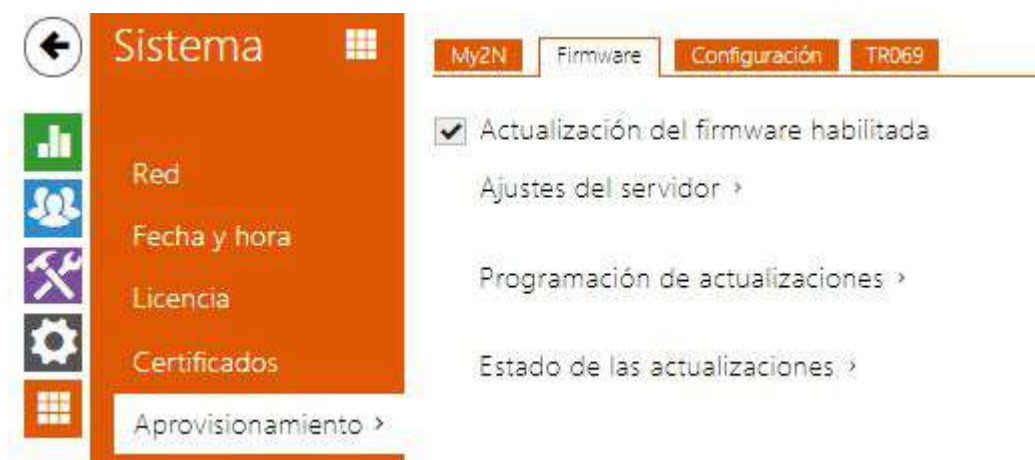 Sistema
Red
Fecha y hora
Licencia
Certificados
Aprovisionamiento ›
My2N
Firmware
Configuración
TR069
Actualización del firmware habilitada
Ajustes del servidor ›
Programación de actualizaciones ›
Estado de las actualizaciones ›